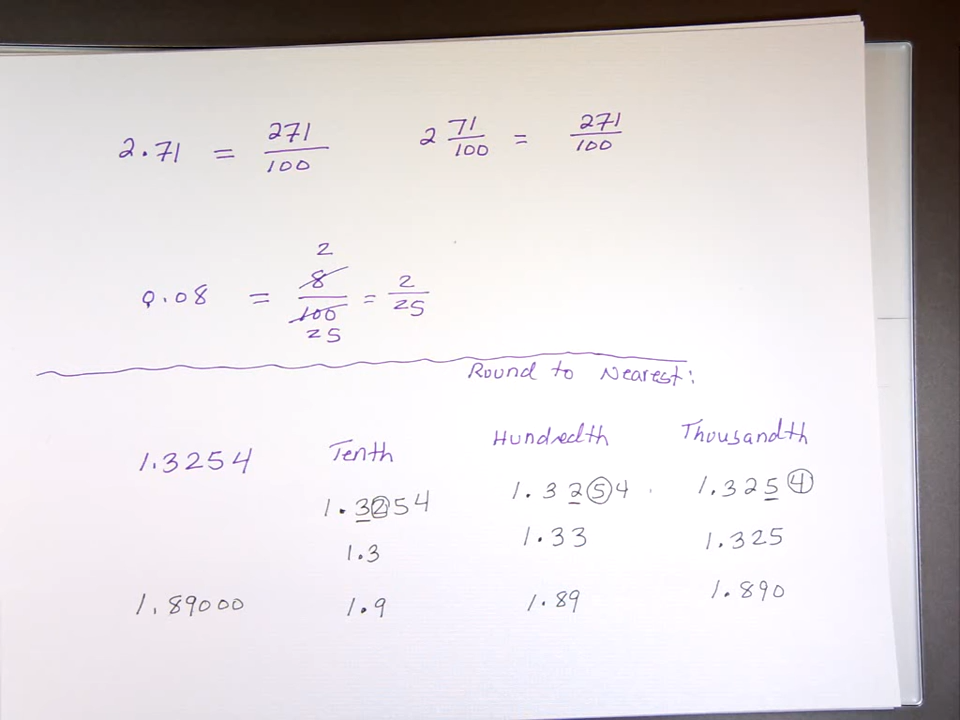 2.71 = 271/100    2 71/100 = 271/100
0.08 = 8/100 = 2/25
2
25
Round to Nearest:
1.3254 Tenth Hundredth Thousandth
1.3254 1.3254 1.3254
1.3 1.33 1.325
1.89000 1.9 1.89 1.890